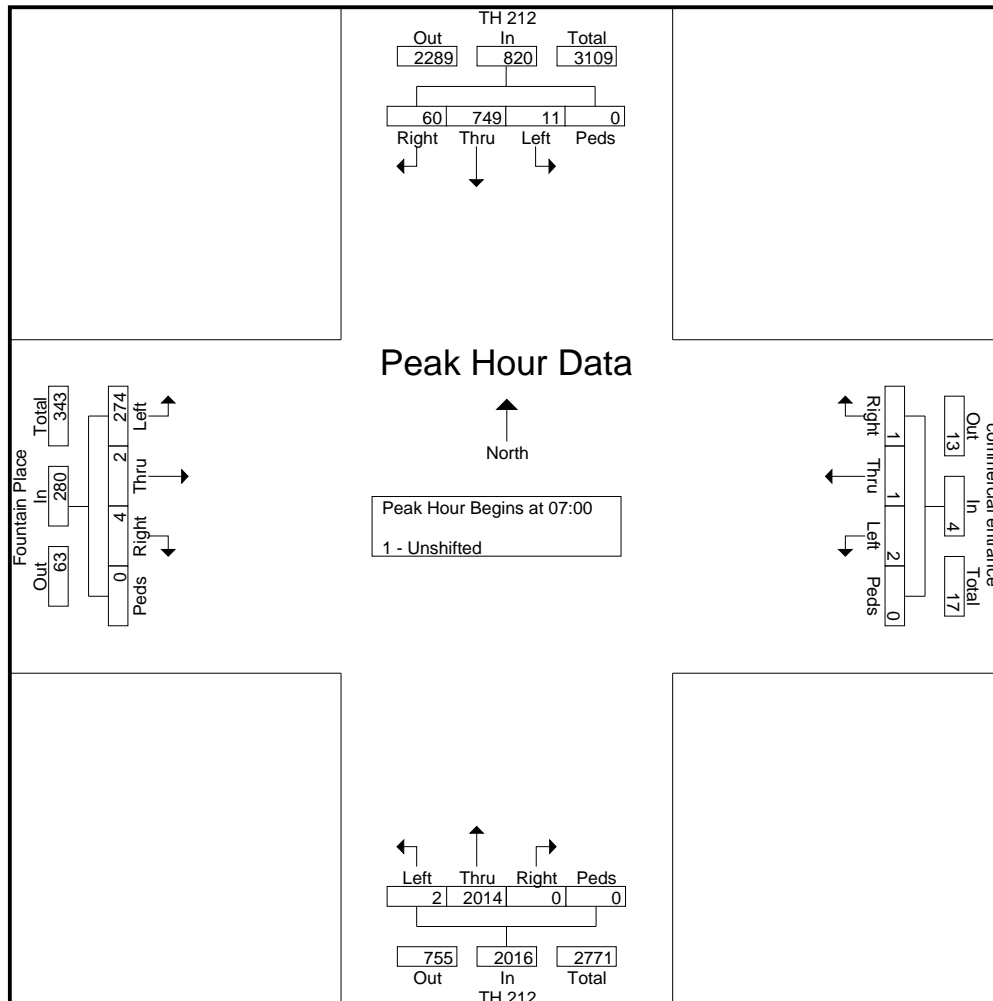 TH 212
Out In Total
2289 820 3109
60 749 11 0
Right Thru Left Peds
Peak Hour Data
North
Peak Hour Begins at 07:00
1 - Unshifted
Fountain Place
Total In Out
343 280 63
274 2 4 0
Left Thru Right Peds
Right Thru Left Peds
1 1 2 0
13 4 17
Out In Total
commercial entrance
Left Thru Right Peds
2 2014 0 0
755 2016 2771
Out In Total
TH 212